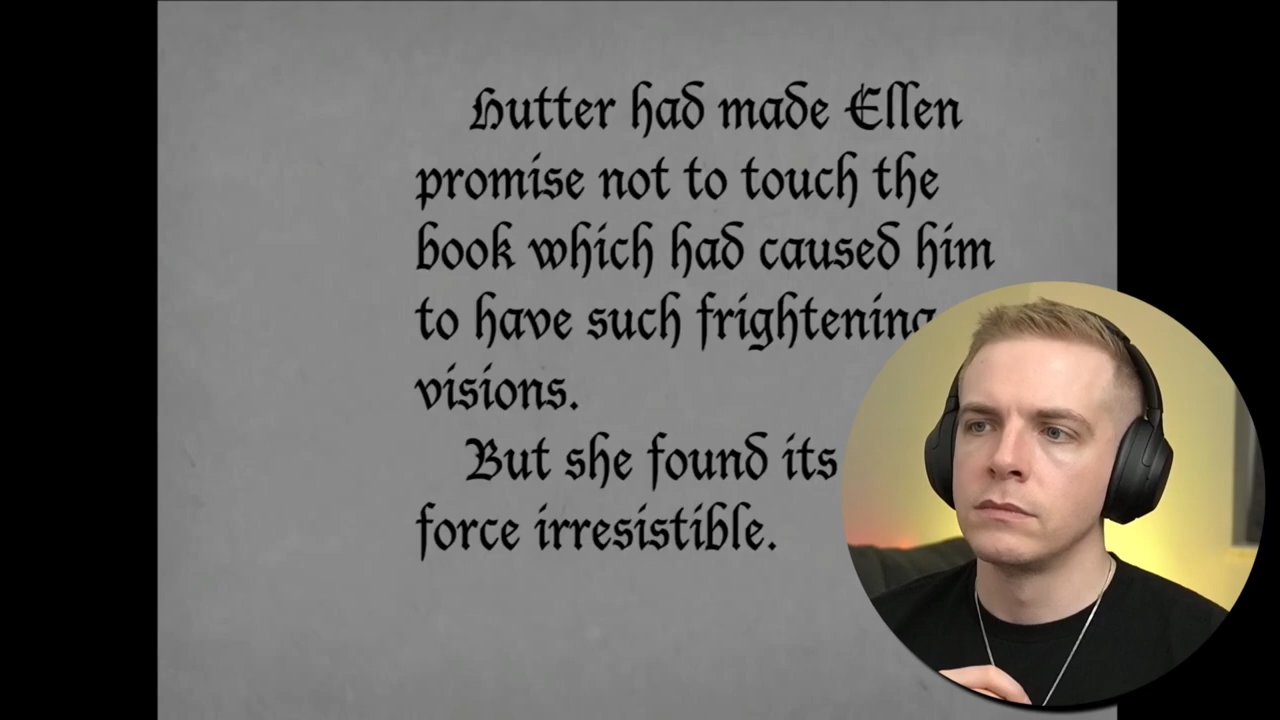 Hutter had made Ellen
promise not to touch the
book which had caused him
to have such frightening
visions.
But she found its
force irresistible.